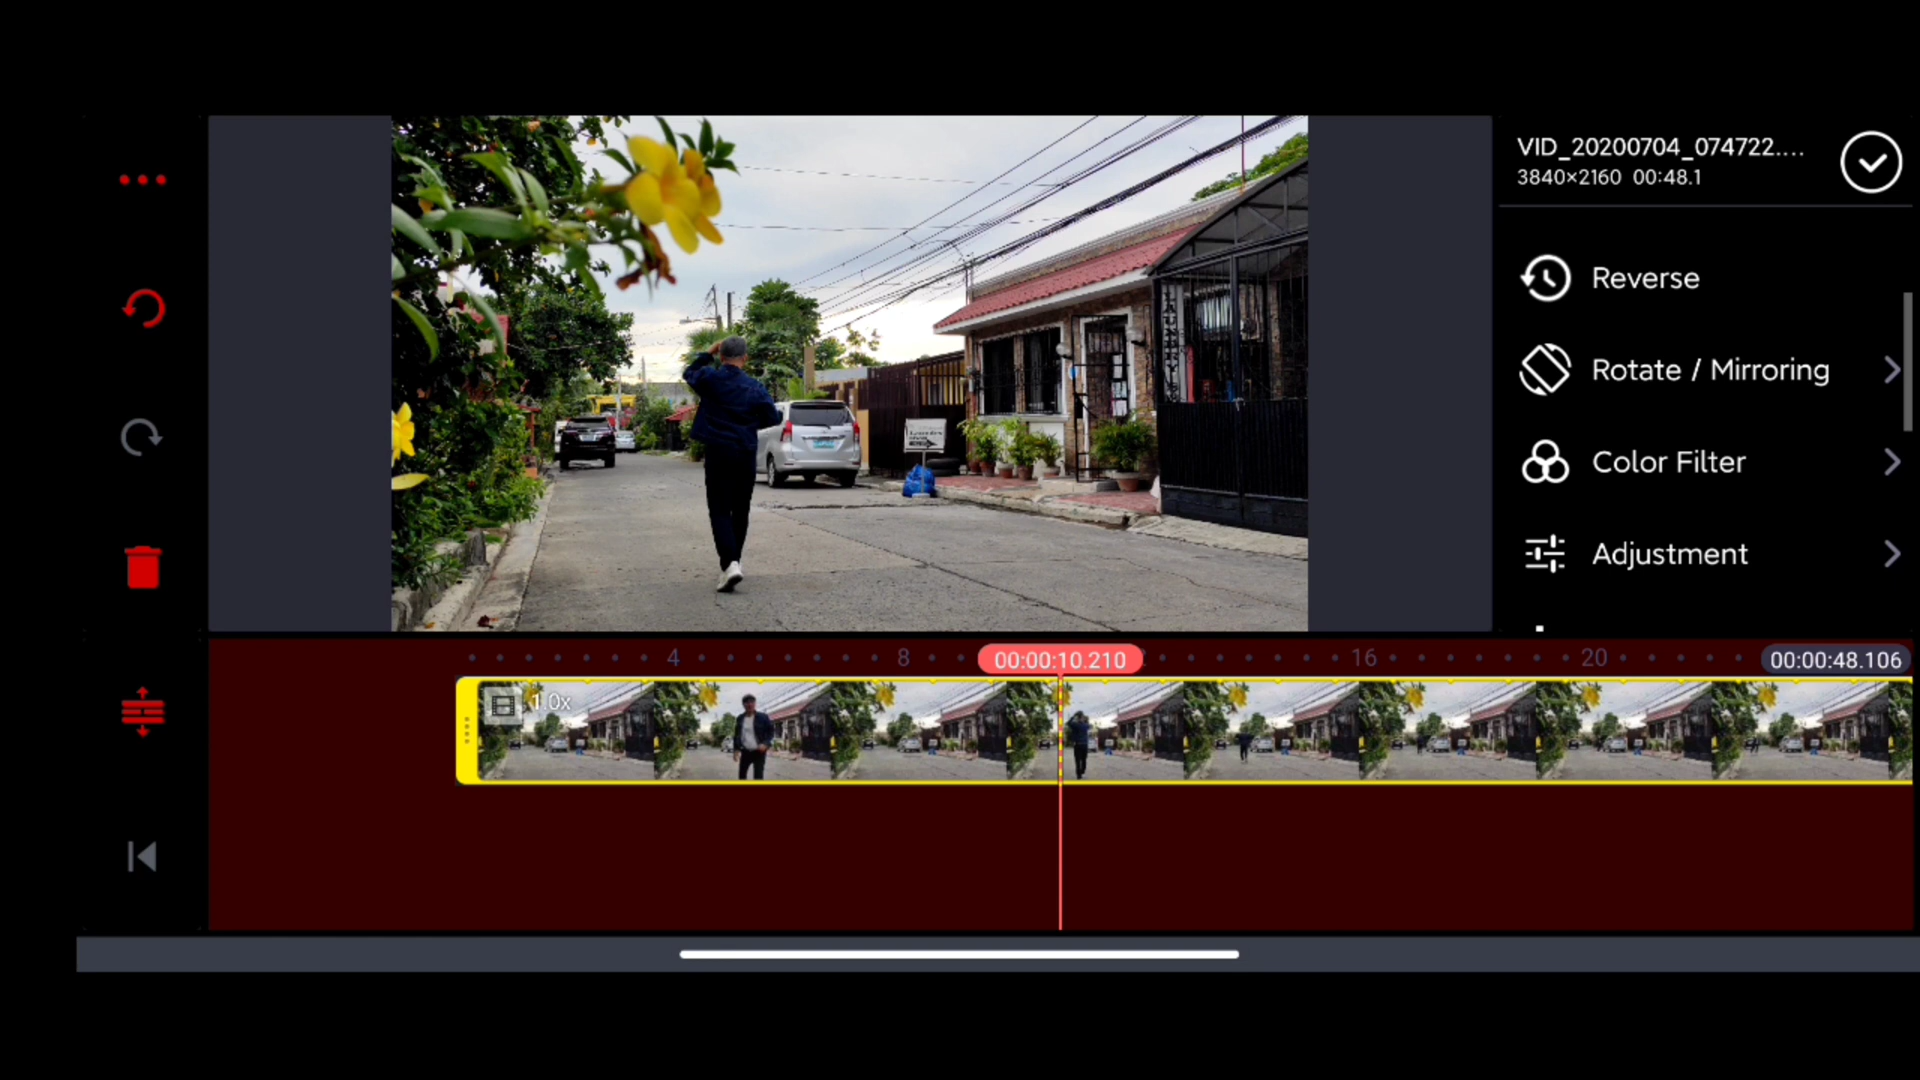 VID_20200704_074722....
3840×2160 00:48.1
Reverse
Rotate / Mirroring
Color Filter
Adjustment
4
8
00:00:10.210
16
20
00:00:48.106
1.0x
LAUNDRY'S